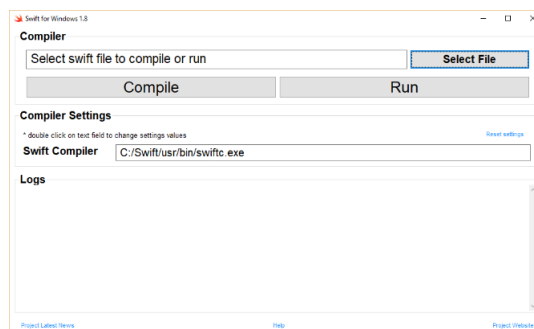 Swift for Windows 1.8
Compiler
Select swift file to compile or run
Select File
Compile
Run
Compiler Settings
* double click on text field to change settings values
Reset settings
Swift Compiler
C:/Swift/usr/bin/swiftc.exe
Logs
Project Latest News
Help
Project Website